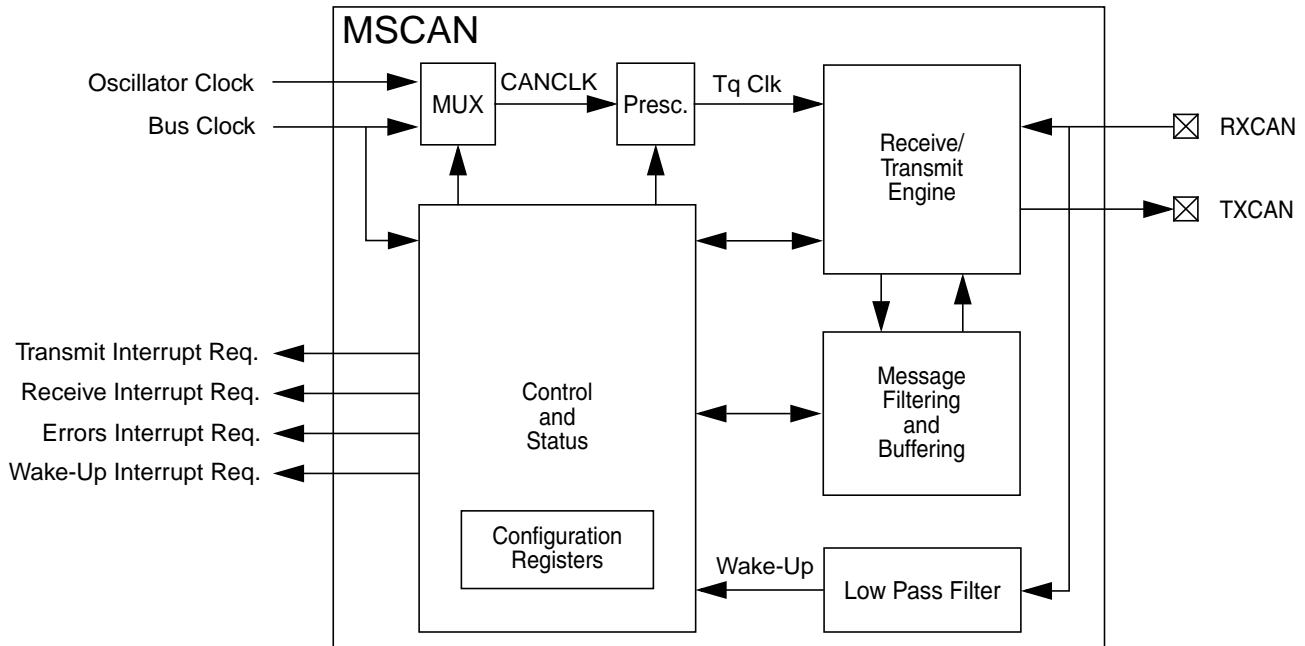 MSCAN
Oscillator Clock
MUX
CANCLK
Presc.
Tq Clk
Bus Clock
Receive/
Transmit
Engine
RXCAN
TXCAN
Transmit Interrupt Req.
Receive Interrupt Req.
Errors Interrupt Req.
Wake-Up Interrupt Req.
Control
and
Status
Message
Filtering
and
Buffering
Configuration
Registers
Wake-Up
Low Pass Filter